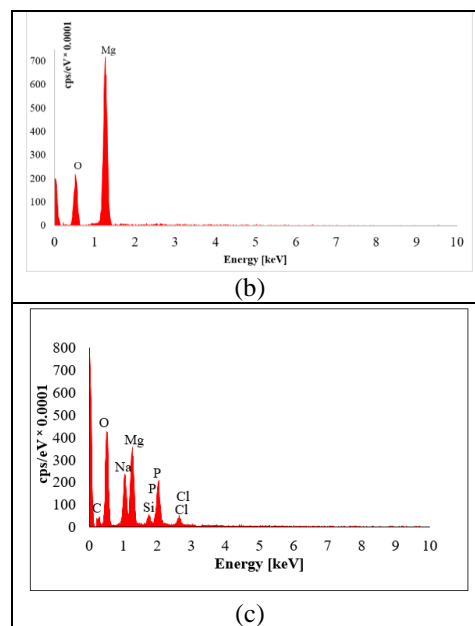 cps/eV * 0.0001
700
600
500
400
300
200
100
0
Mg
O
0 1 2 3 4 5 6 7 8 9 10
Energy [keV]
(b)
cps/eV * 0.0001
800
700
600
500
400
300
200
100
0
O
Mg
Na
P
P
Cl
C
Si
Cl
0 1 2 3 4 5 6 7 8 9 10
Energy [keV]
(c)